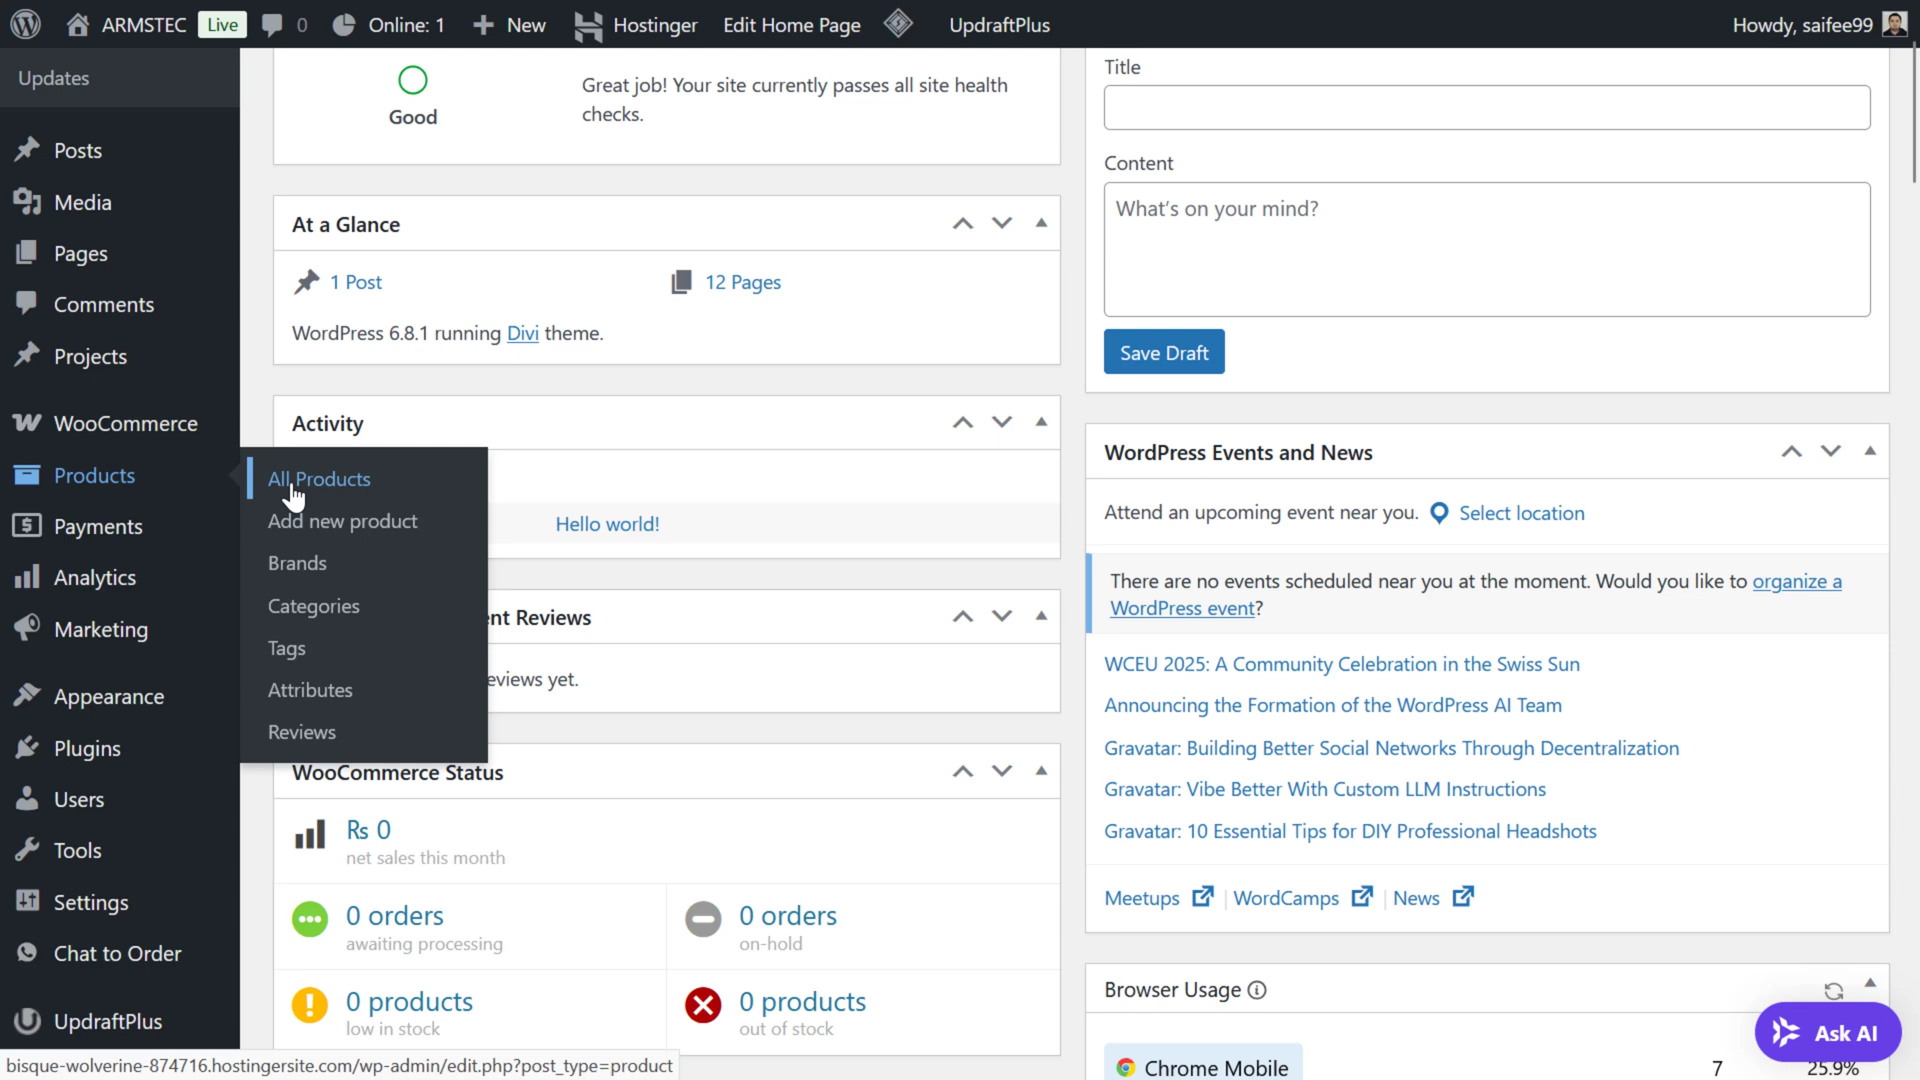 ARMSTEC Live 0 Online: 1 New Hostinger Edit Home Page UpdraftPlus Howdy, saifee99
Updates
Posts
Media
Pages
Comments
Projects
WooCommerce
Products
Payments
Analytics
Marketing
Appearance
Plugins
Users
Tools
Settings
Chat to Order
UpdraftPlus
All Products
Add new product
Brands
Categories
Tags
Attributes
Reviews
Good
Great job! Your site currently passes all site health
checks.
At a Glance
1 Post 12 Pages
WordPress 6.8.1 running Divi theme.
Activity
Hello world!
nt Reviews
eviews yet.
WooCommerce Status
Rs 0
net sales this month
0 orders
awaiting processing
0 orders
on-hold
0 products
low in stock
0 products
out of stock
Title
Content
What's on your mind?
Save Draft
WordPress Events and News
Attend an upcoming event near you. Select location
There are no events scheduled near you at the moment. Would you like to organize a
WordPress event?
WCEU 2025: A Community Celebration in the Swiss Sun
Announcing the Formation of the WordPress AI Team
Gravatar: Building Better Social Networks Through Decentralization
Gravatar: Vibe Better With Custom LLM Instructions
Gravatar: 10 Essential Tips for DIY Professional Headshots
Meetups | WordCamps | News
Browser Usage
Chrome Mobile 7 25.9%
Ask AI
bisque-wolverine-874716.hostingersite.com/wp-admin/edit.php?post_type=product